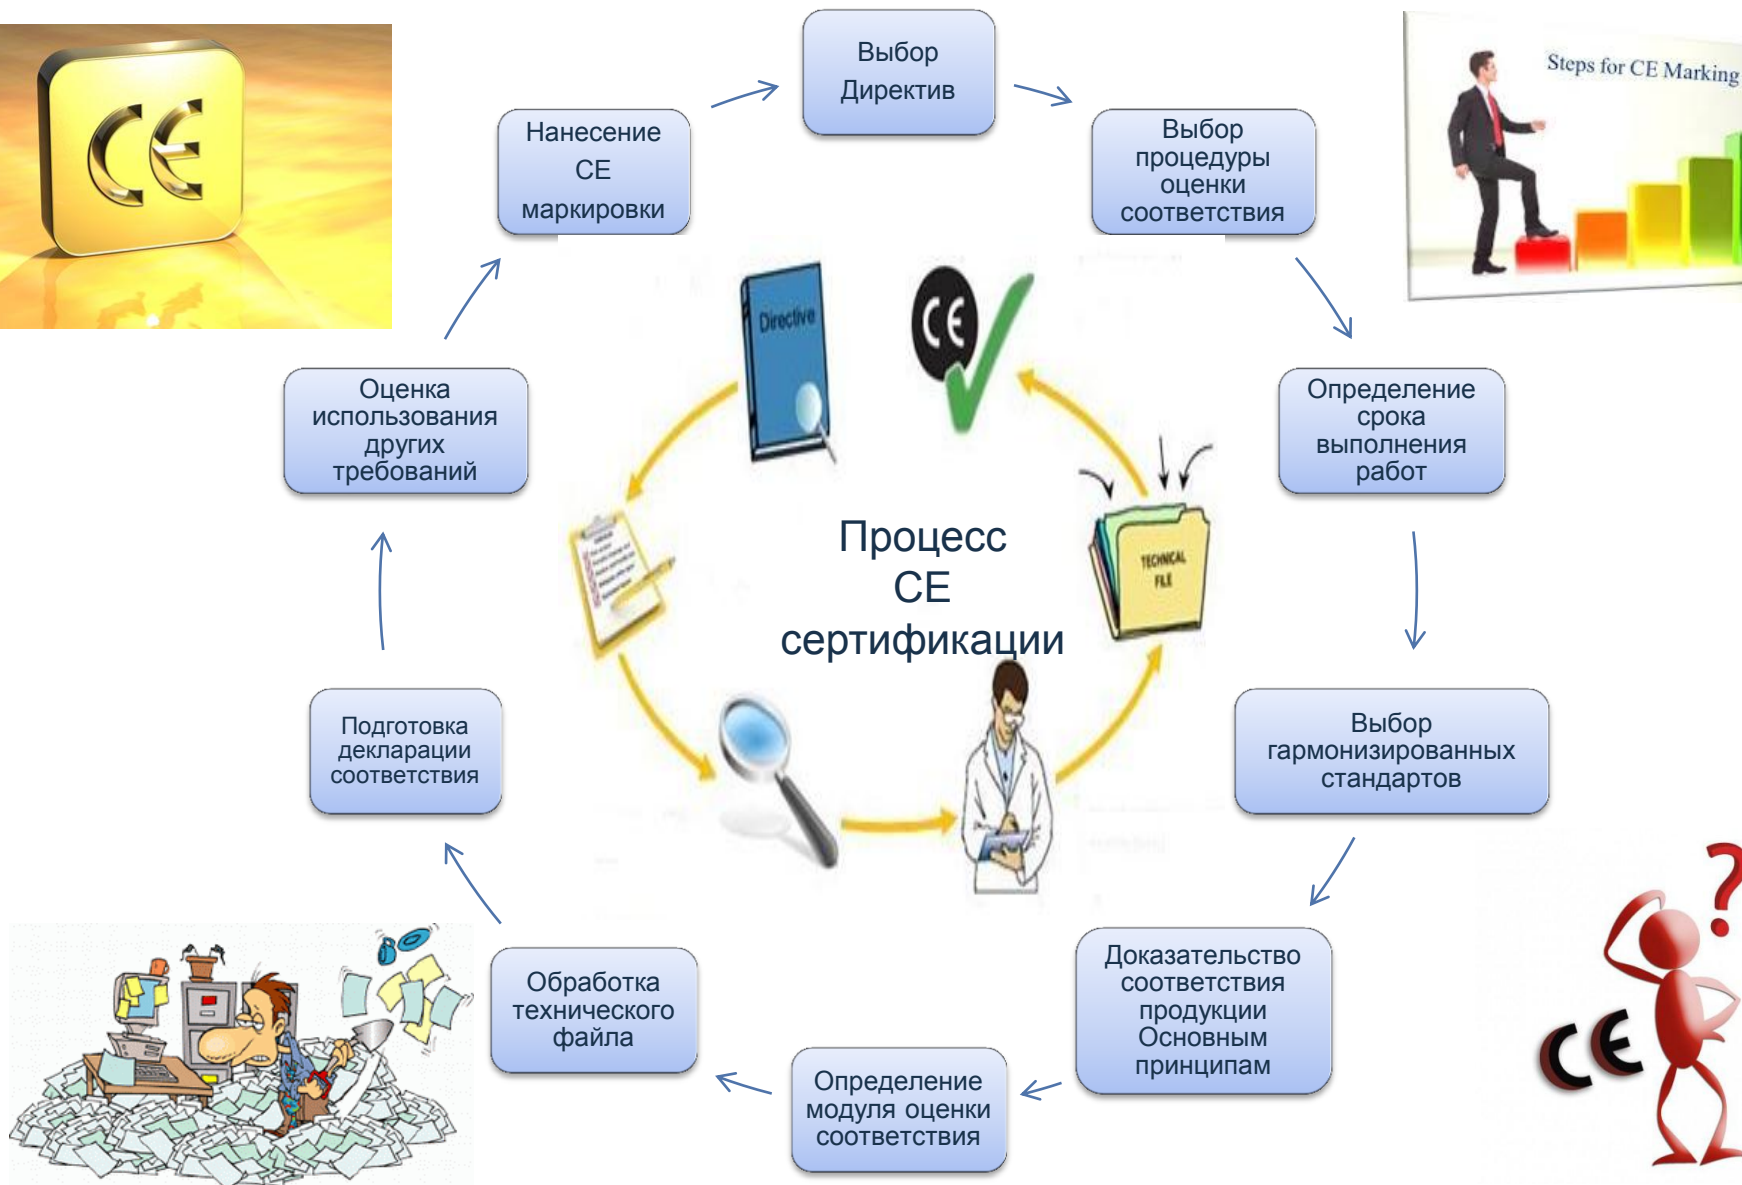 Выбор
Директив
Steps for CE Marking
Нанесение
CE
маркировки
Выбор
процедуры
оценки
соответствия
CE
Directive
CE
Оценка
использования
других
требований
Определение
срока
выполнения
работ
Процесс
CE
сертификации
TECHNICAL
FILE
Подготовка
декларации
соответствия
Выбор
гармонизированных
стандартов
?
CE
Обработка
технического
файла
Доказательство
соответствия
продукции
Основным
принципам
Определение
модуля оценки
соответствия